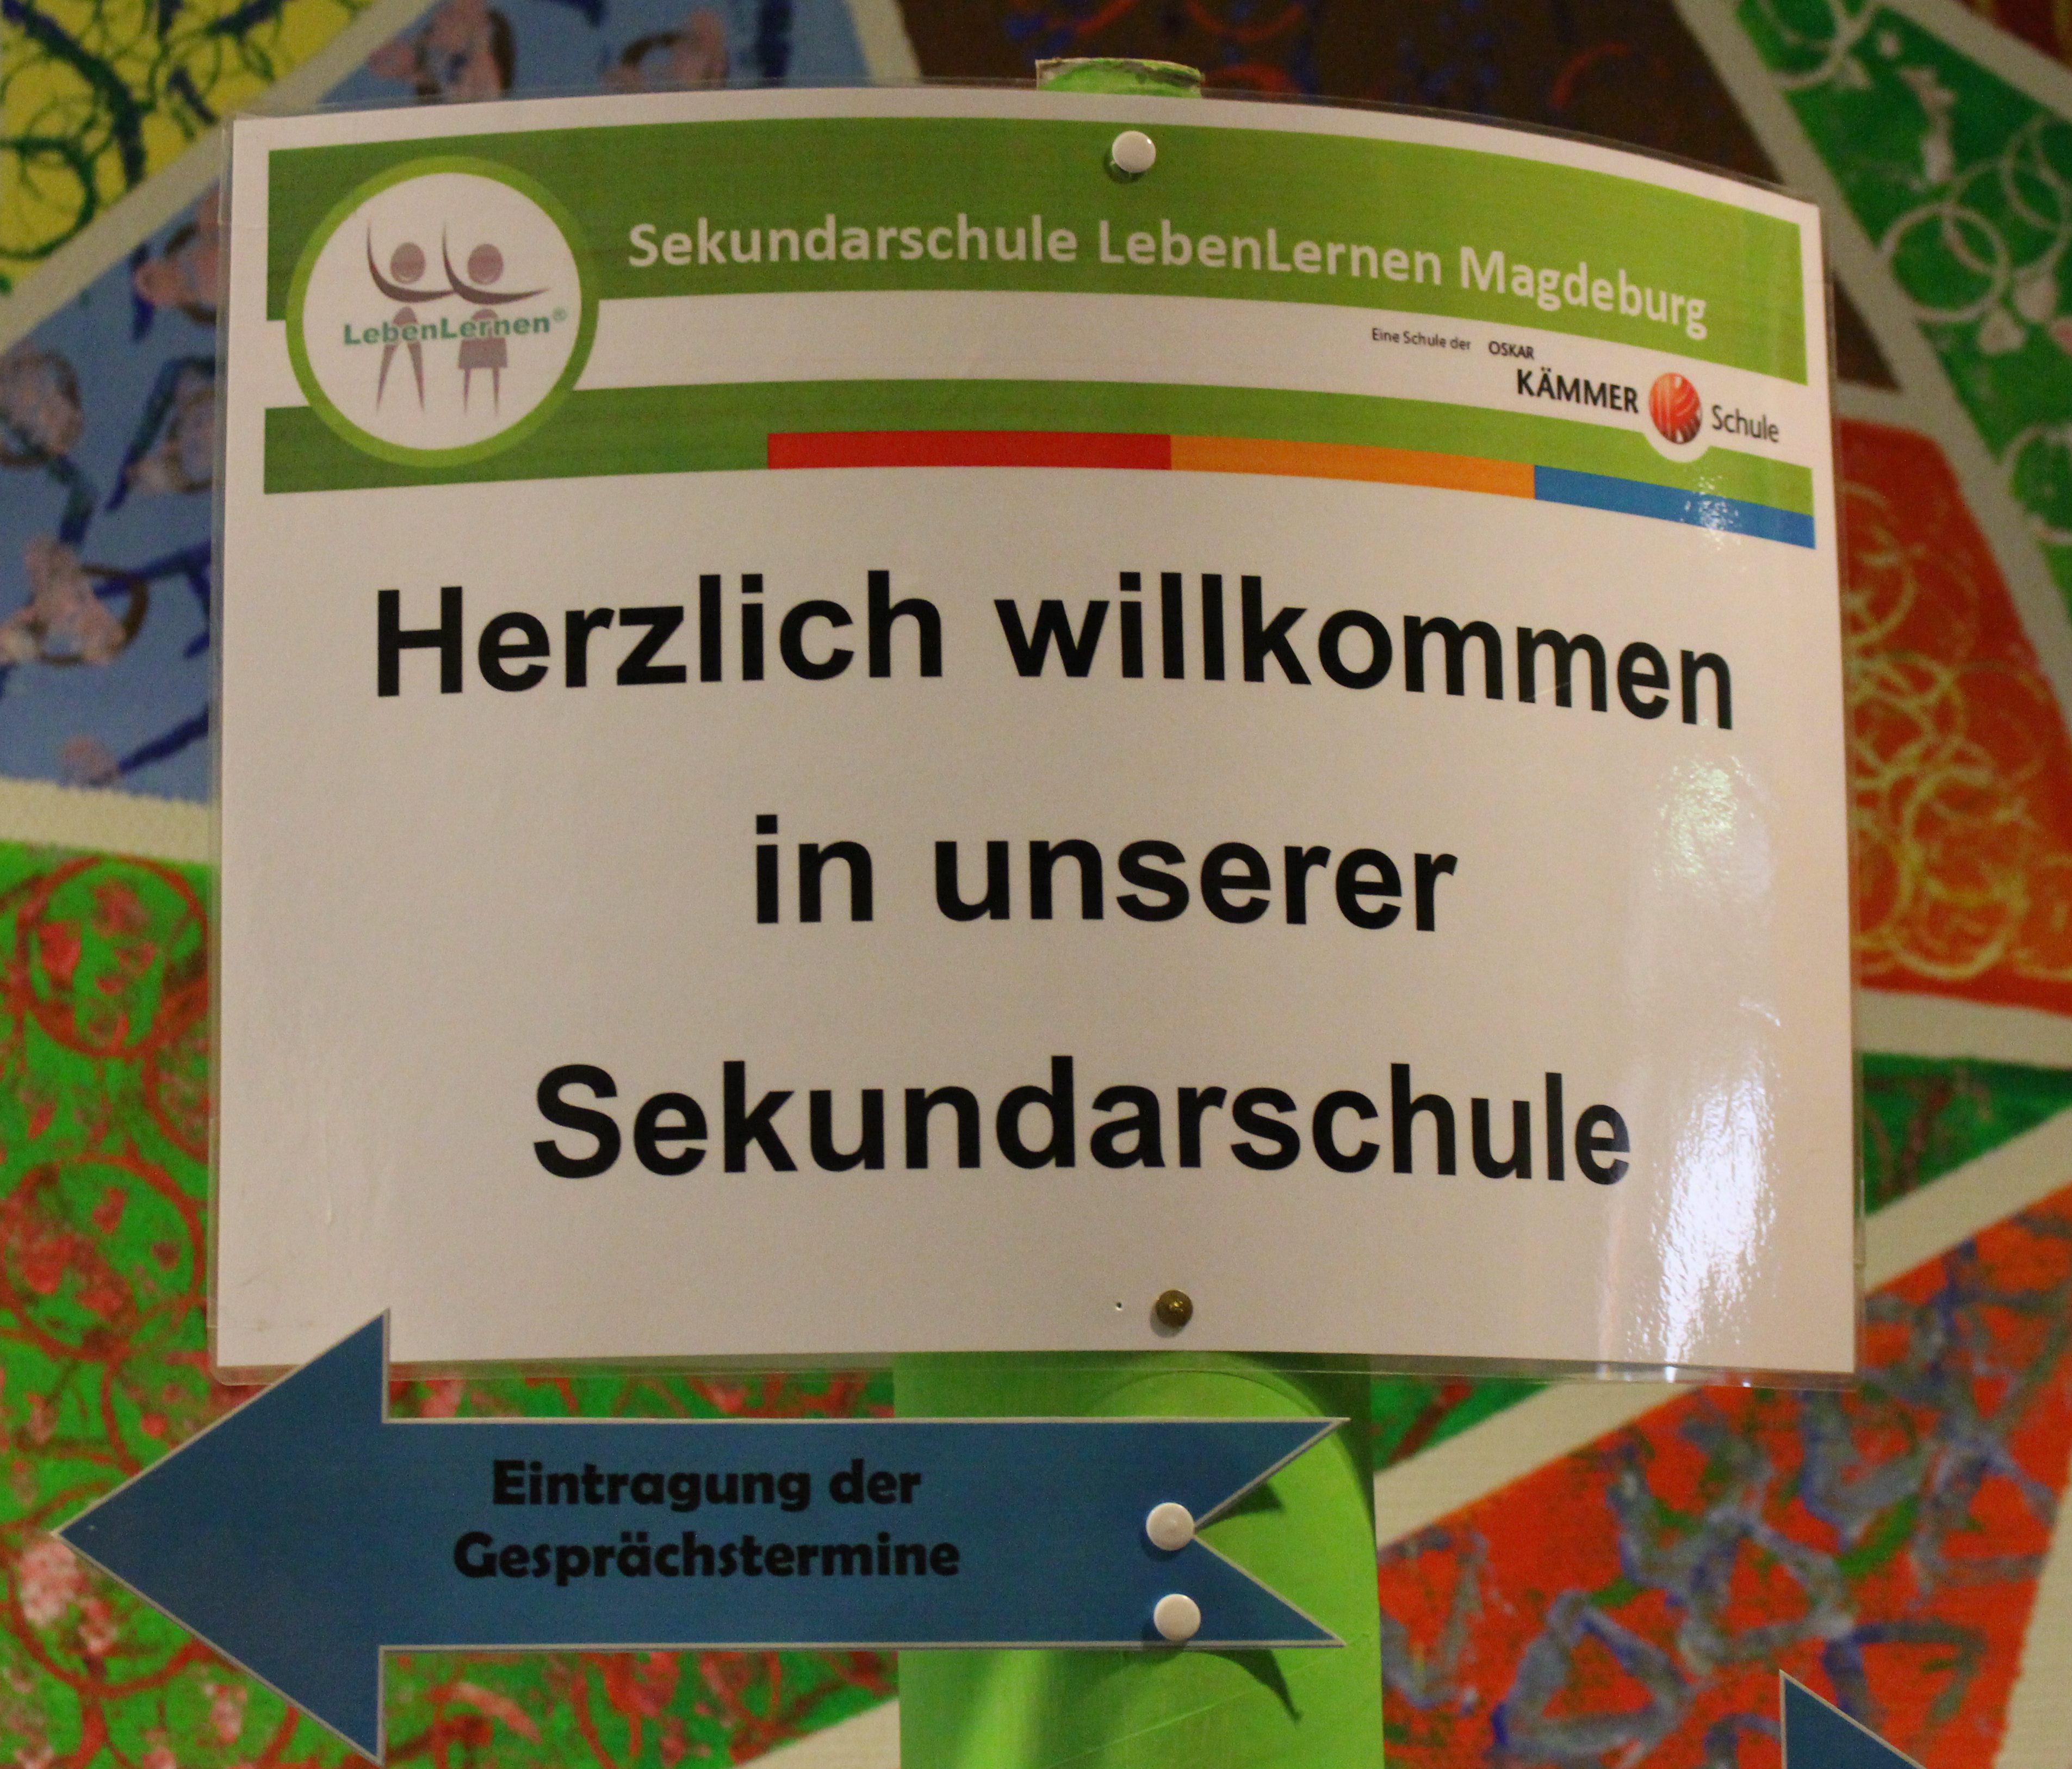 Sekundarschule LebenLernen Magdeburg
LebenLernen®
Eine Schule der OSKAR
KÄMMER Schule
Herzlich willkommen
in unserer
Sekundarschule
Eintragung der
Gesprächstermine